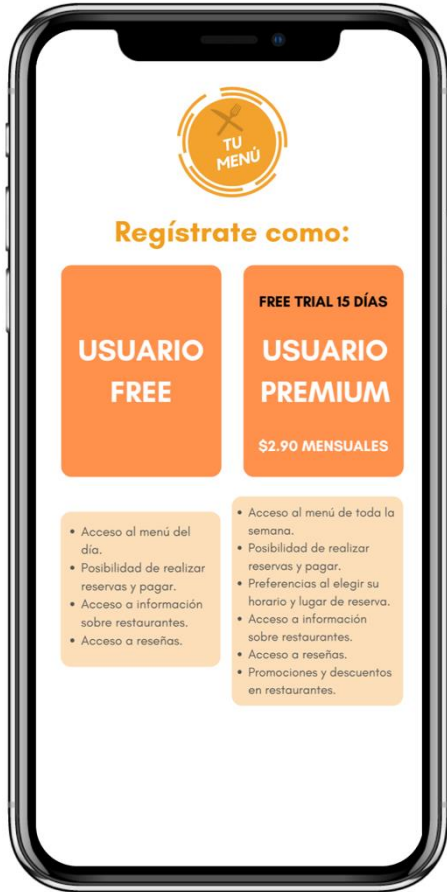 TU
MENÚ
Regístrate como:
USUARIO
FREE
FREE TRIAL 15 DÍAS
USUARIO
PREMIUM
$2.90 MENSUALES
• Acceso al menú del
día.
• Posibilidad de realizar
reservas y pagar.
• Acceso a información
sobre restaurantes.
• Acceso a reseñas.
• Acceso al menú de toda la
semana.
• Posibilidad de realizar
reservas y pagar.
• Preferencias al elegir su
horario y lugar de reserva.
• Acceso a información
sobre restaurantes.
• Acceso a reseñas.
• Promociones y descuentos
en restaurantes.